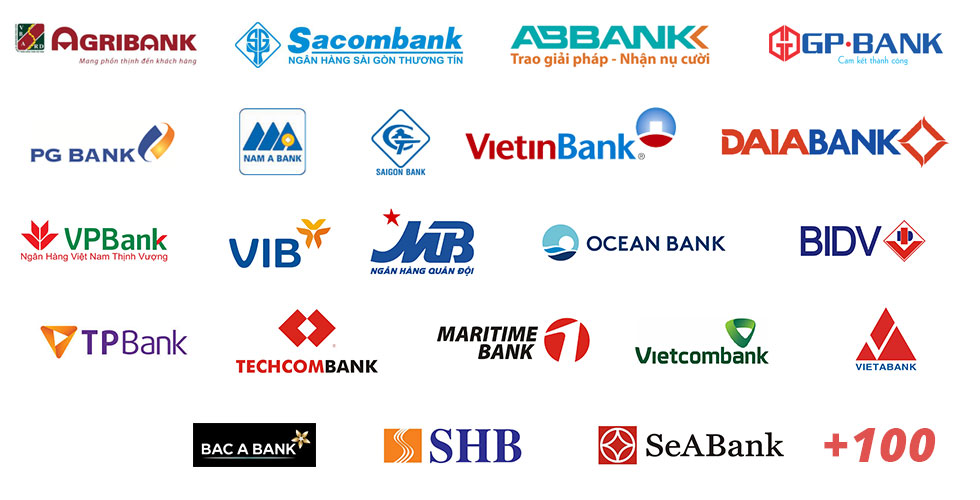 VBARD
AGRIBANK
Mang phồn thịnh đến khách hàng
Sacombank
NGÂN HÀNG SÀI GÒN THƯƠNG TÍN
ABBANK
Trao giải pháp - Nhận nụ cười
GP·BANK
Cam kết thành công
PG BANK
NAM A BANK
SAIGON BANK
VietinBank®
DAIABANK
VPBank
Ngân Hàng Việt Nam Thịnh Vượng
VIB
MB
NGÂN HÀNG QUÂN ĐỘI
OCEAN BANK
BIDV
TPBank
TECHCOMBANK
MARITIME
BANK
Vietcombank
VIETABANK
BAC A BANK
SHB
SeABank
+100